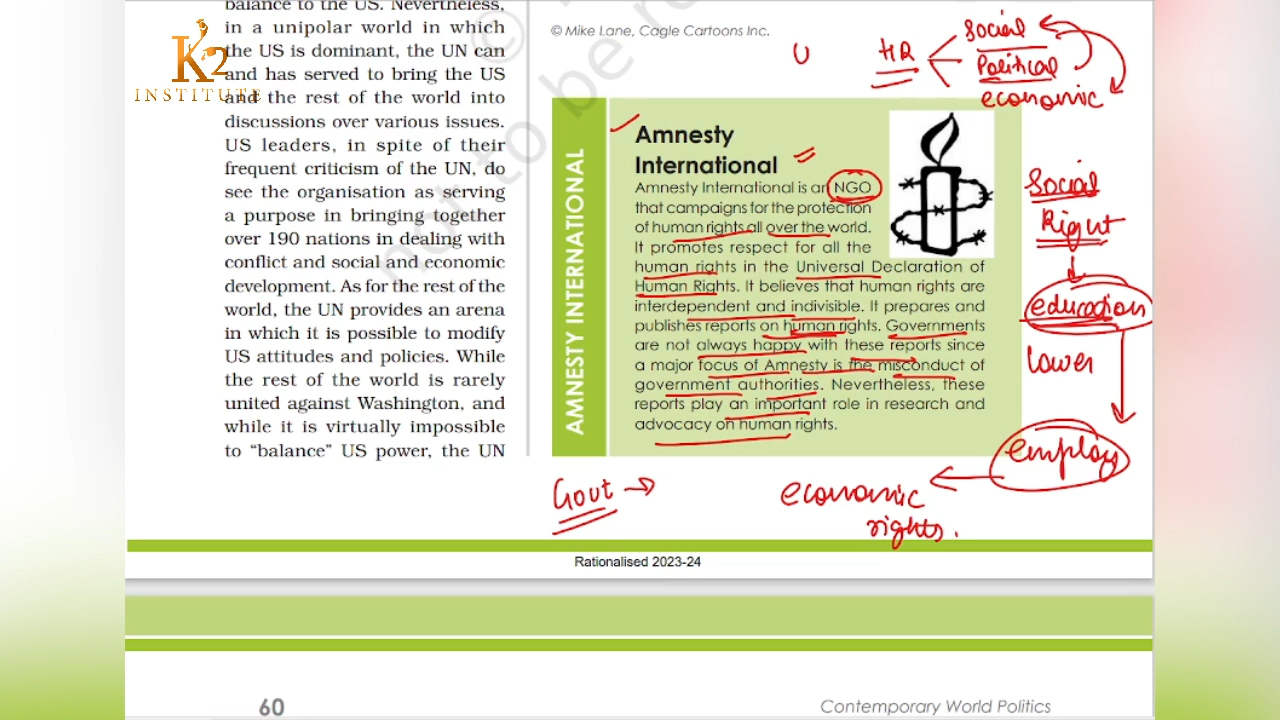 balance to the US. Nevertheless,
in a unipolar world in which
the US is dominant, the UN can
and has served to bring the US
and the rest of the world into
discussions over various issues.
US leaders, in spite of their
frequent criticism of the UN, do
see the organisation as serving
a purpose in bringing together
over 190 nations in dealing with
conflict and social and economic
development. As for the rest of the
world, the UN provides an arena
in which it is possible to modify
US attitudes and policies. While
the rest of the world is rarely
united against Washington, and
while it is virtually impossible
to “balance” US power, the UN
K2
INSTITUTE
© Mike Lane, Cagle Cartoons Inc.
U
HR
Social
Political
economic
AMNESTY INTERNATIONAL
Amnesty
International
Amnesty International is an NGO
that campaigns for the protection
of human rights all over the world.
It promotes respect for all the
human rights in the Universal Declaration of
Human Rights. It believes that human rights are
interdependent and indivisible. It prepares and
publishes reports on human rights. Governments
are not always happy with these reports since
a major focus of Amnesty is the misconduct of
government authorities. Nevertheless, these
reports play an important role in research and
advocacy on human rights.
Social
Right
education
lower
employ
economic
rights.
Govt
Rationalised 2023-24
60
Contemporary World Politics